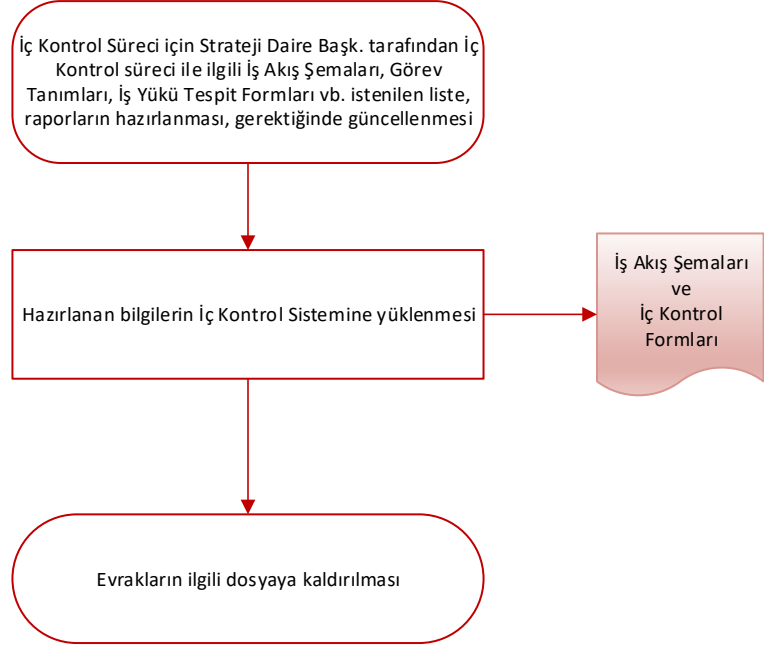 İç Kontrol Süreci için Strateji Daire Başk. tarafından İç
Kontrol süreci ile ilgili İş Akış Şemaları, Görev
Tanımları, İş Yükü Tespit Formları vb. istenilen liste,
raporların hazırlanması, gerektiğinde güncellenmesi
Hazırlanan bilgilerin İç Kontrol Sistemine yüklenmesi
İş Akış Şemaları
ve
İç Kontrol
Formları
Evrakların ilgili dosyaya kaldırılması